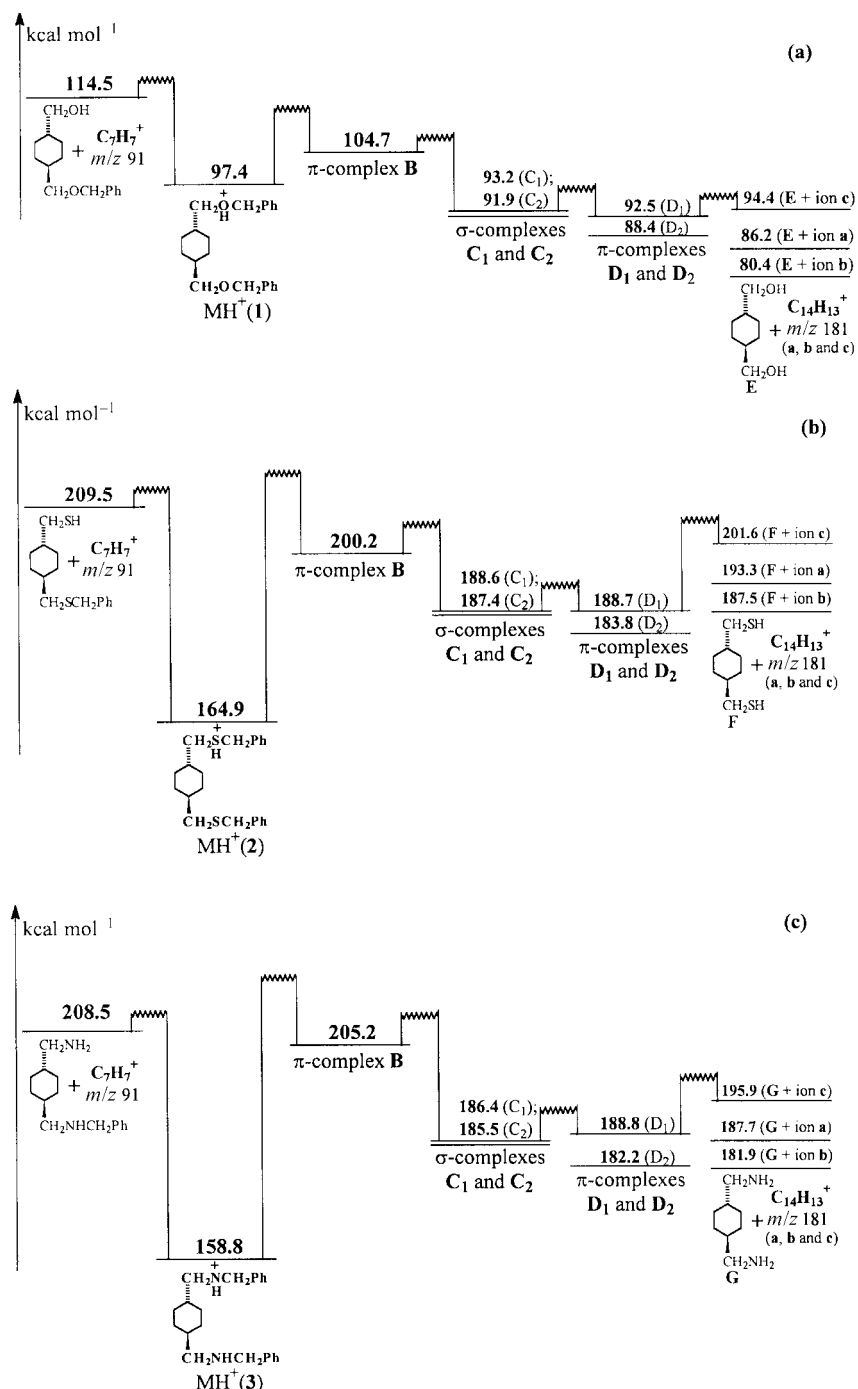 kcal mol⁻¹
(a)
114.5
CH₂OH
+ C₇H₇⁺
m/z 91
CH₂OCH₂Ph
97.4
CH₂OCH₂Ph
+
H
CH₂OCH₂Ph
MH⁺(1)
104.7
π-complex B
93.2 (C₁);
91.9 (C₂)
σ-complexes
C₁ and C₂
92.5 (D₁)
88.4 (D₂)
π-complexes
D₁ and D₂
94.4 (E + ion c)
86.2 (E + ion a)
80.4 (E + ion b)
CH₂OH
C₁₄H₁₃⁺
+ m/z 181
(a, b and c)
CH₂OH
E
kcal mol⁻¹
(b)
209.5
CH₂SH
+ C₇H₇⁺
m/z 91
CH₂SCH₂Ph
164.9
+
CH₂SCH₂Ph
H
CH₂SCH₂Ph
MH⁺(2)
200.2
π-complex B
188.6 (C₁);
187.4 (C₂)
σ-complexes
C₁ and C₂
188.7 (D₁)
183.8 (D₂)
π-complexes
D₁ and D₂
201.6 (F + ion c)
193.3 (F + ion a)
187.5 (F + ion b)
CH₂SH
C₁₄H₁₃⁺
+ m/z 181
(a, b and c)
CH₂SH
F
kcal mol⁻¹
(c)
208.5
CH₂NH₂
+ C₇H₇⁺
m/z 91
CH₂NHCH₂Ph
158.8
+
CH₂NCH₂Ph
H
CH₂NHCH₂Ph
MH⁺(3)
205.2
π-complex B
186.4 (C₁);
185.5 (C₂)
σ-complexes
C₁ and C₂
188.8 (D₁)
182.2 (D₂)
π-complexes
D₁ and D₂
195.9 (G + ion c)
187.7 (G + ion a)
181.9 (G + ion b)
CH₂NH₂
C₁₄H₁₃⁺
+ m/z 181
(a, b and c)
CH₂NH₂
G